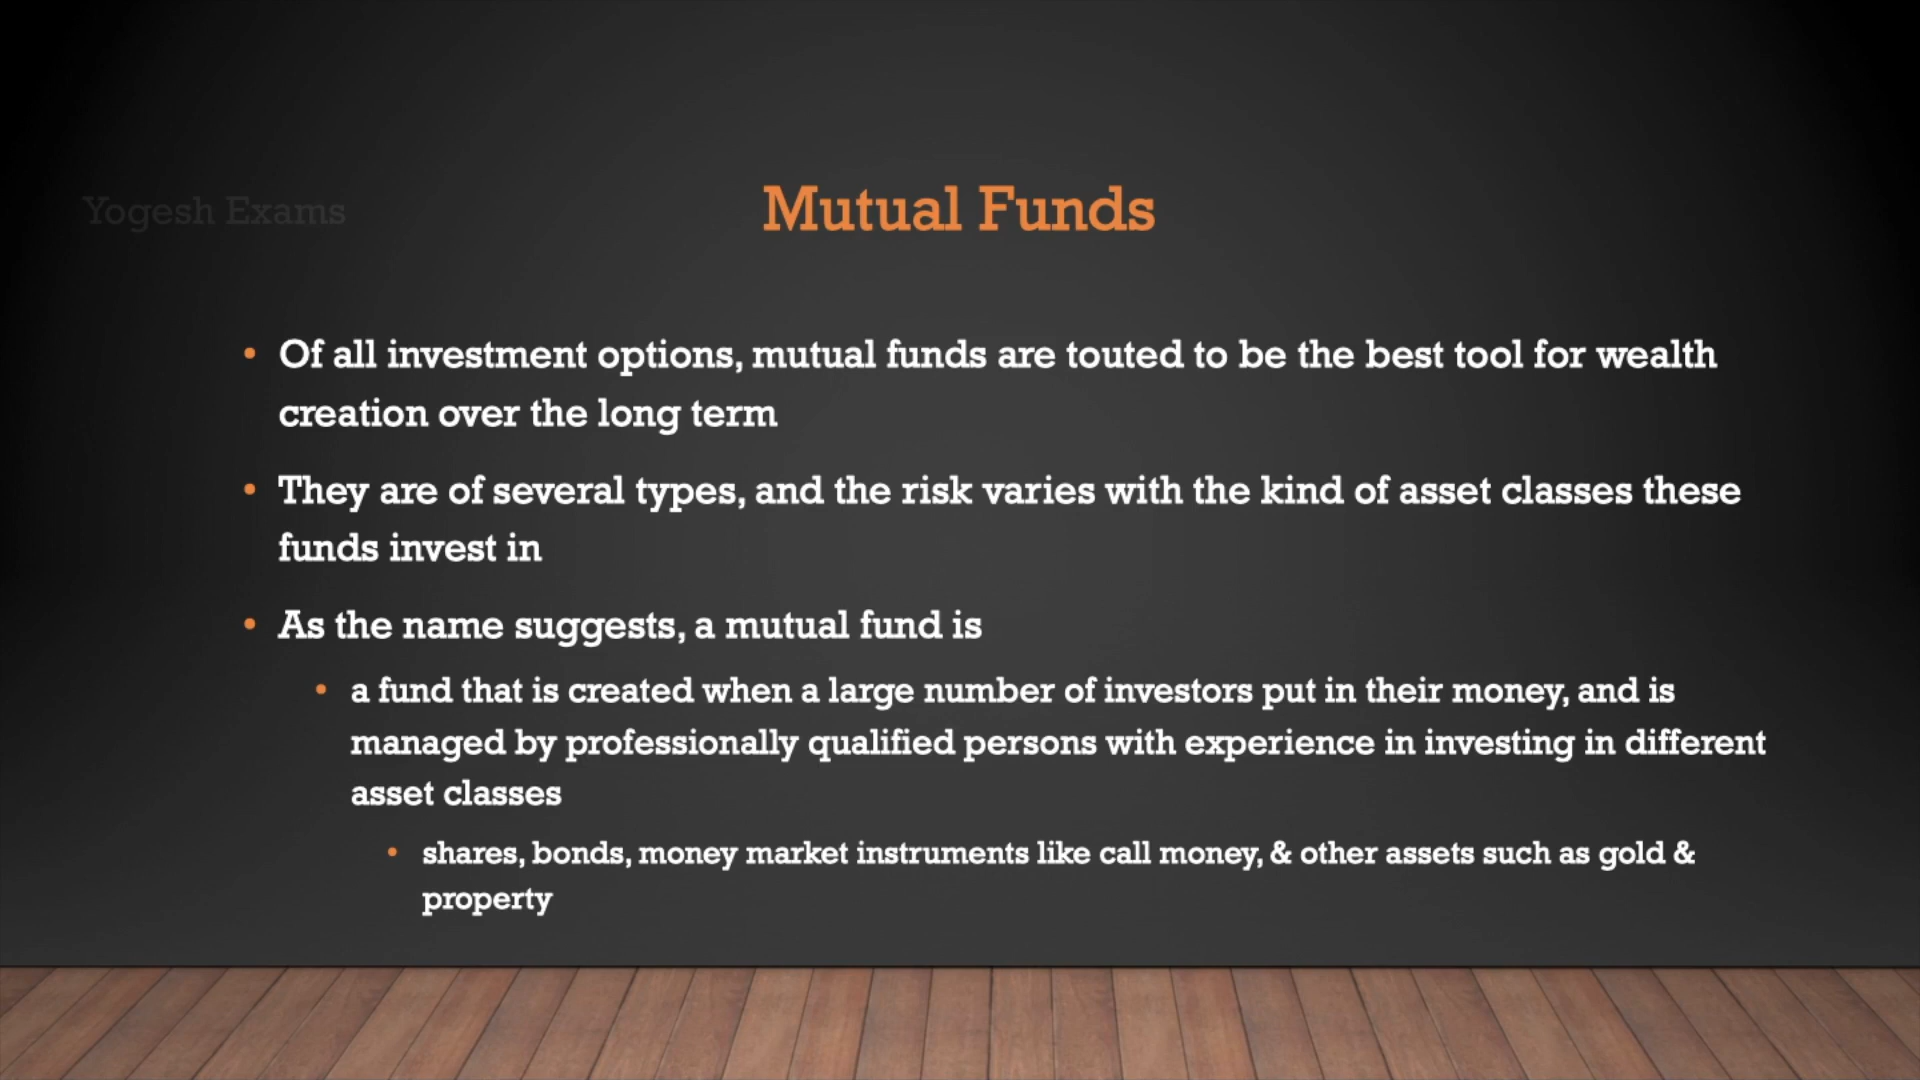 Yogesh Exams
Mutual Funds
• Of all investment options, mutual funds are touted to be the best tool for wealth
creation over the long term
• They are of several types, and the risk varies with the kind of asset classes these
funds invest in
• As the name suggests, a mutual fund is
• a fund that is created when a large number of investors put in their money, and is
managed by professionally qualified persons with experience in investing in different
asset classes
• shares, bonds, money market instruments like call money, & other assets such as gold &
property